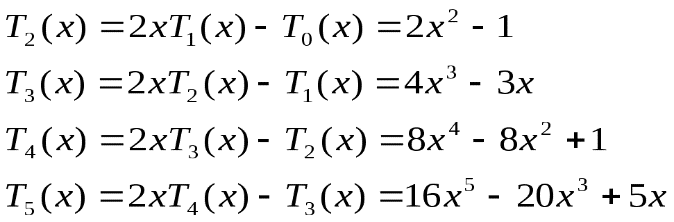 T₂(x) = 2xT₁(x) - T₀(x) = 2x² - 1
T₃(x) = 2xT₂(x) - T₁(x) = 4x³ - 3x
T₄(x) = 2xT₃(x) - T₂(x) = 8x⁴ - 8x² + 1
T₅(x) = 2xT₄(x) - T₃(x) = 16x⁵ - 20x³ + 5x